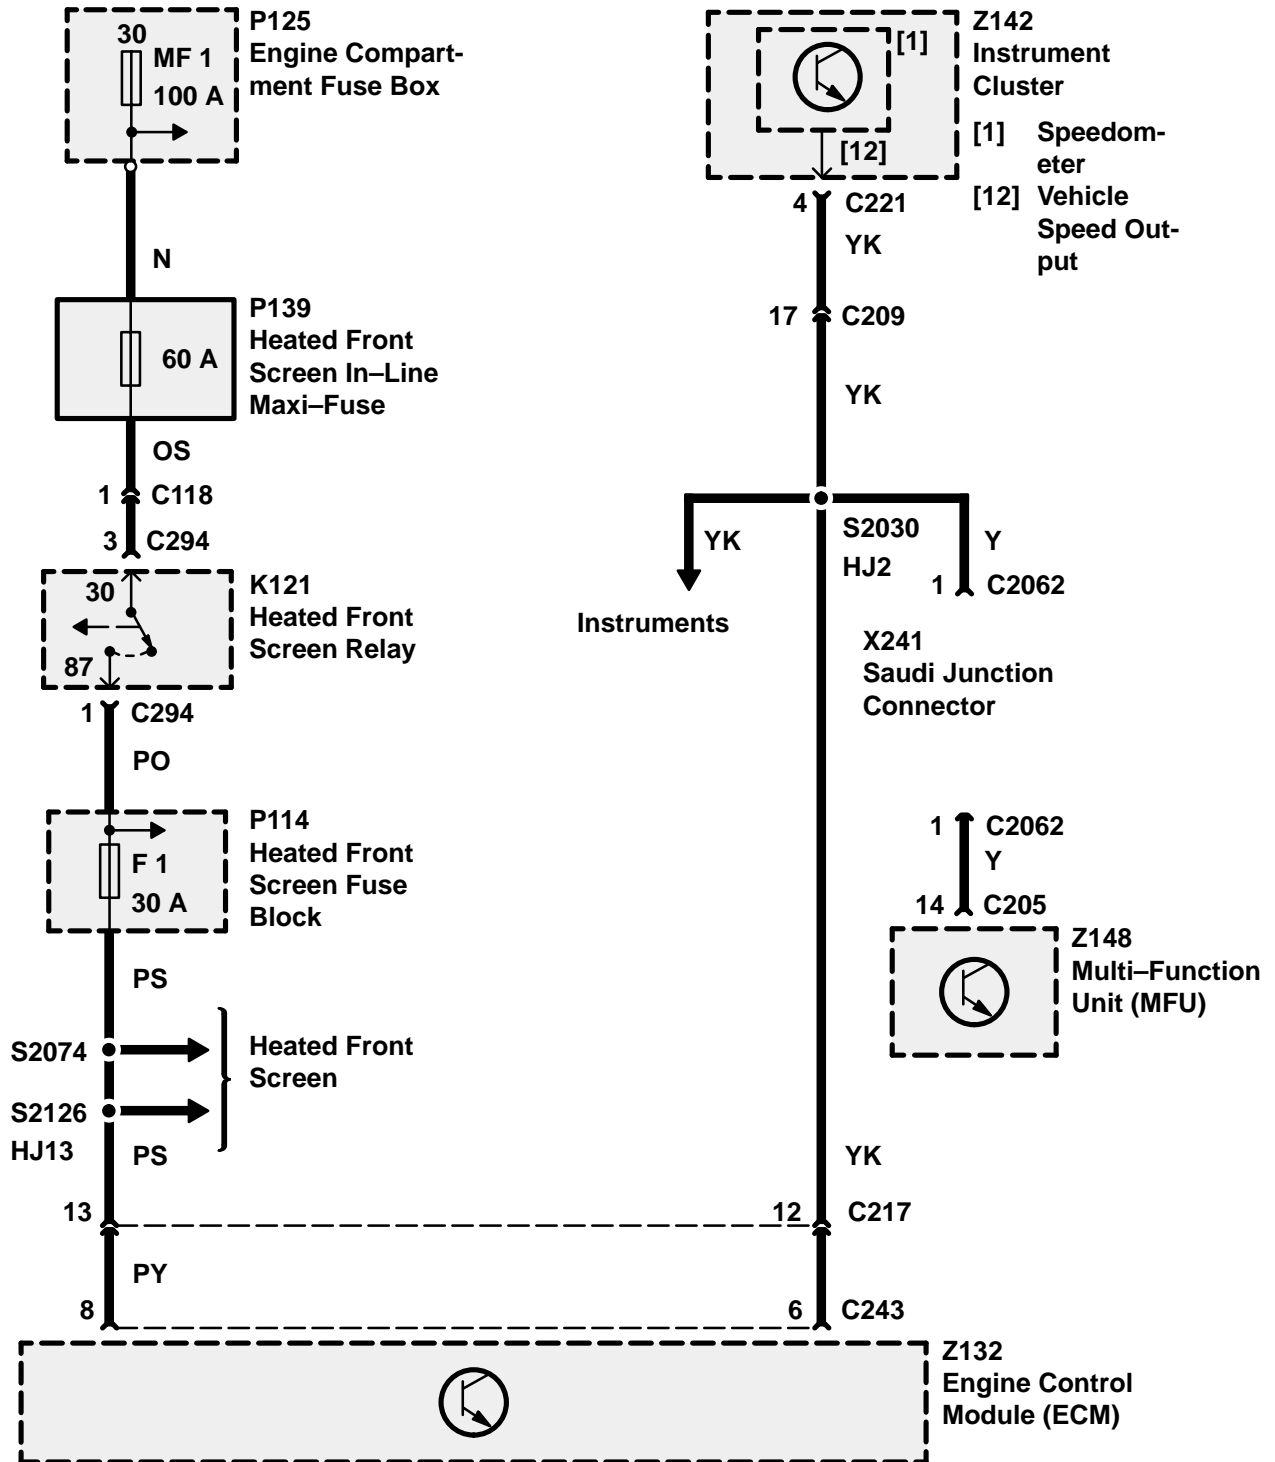 30
MF 1
100 A
P125
Engine Compart-
ment Fuse Box
N
P139
Heated Front
Screen In–Line
Maxi–Fuse
60 A
OS
1 C118
3 C294
30
87
K121
Heated Front
Screen Relay
1 C294
PO
P114
Heated Front
Screen Fuse
Block
F 1
30 A
PS
S2074
S2126
HJ13
Heated Front
Screen
PS
13
PY
8
[1]
[12]
Z142
Instrument
Cluster
[1] Speedom-
eter
[12] Vehicle
Speed Out-
put
4 C221
YK
17 C209
YK
YK
Instruments
S2030
HJ2
Y
1 C2062
X241
Saudi Junction
Connector
1 C2062
Y
14 C205
Z148
Multi–Function
Unit (MFU)
YK
12 C217
6 C243
Z132
Engine Control
Module (ECM)